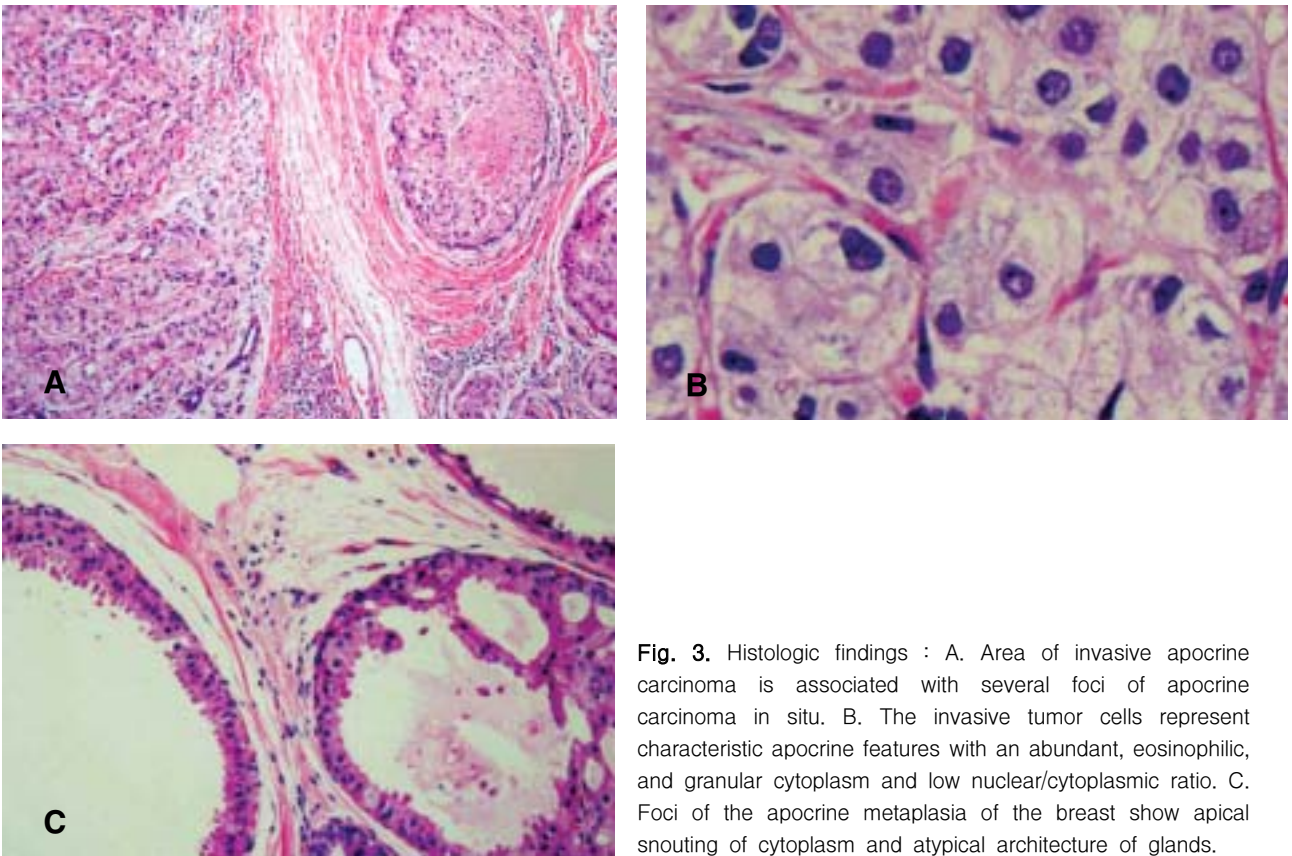 A
B
C
Fig. 3. Histologic findings : A. Area of invasive apocrine
carcinoma is associated with several foci of apocrine
carcinoma in situ. B. The invasive tumor cells represent
characteristic apocrine features with an abundant, eosinophilic,
and granular cytoplasm and low nuclear/cytoplasmic ratio. C.
Foci of the apocrine metaplasia of the breast show apical
snouting of cytoplasm and atypical architecture of glands.